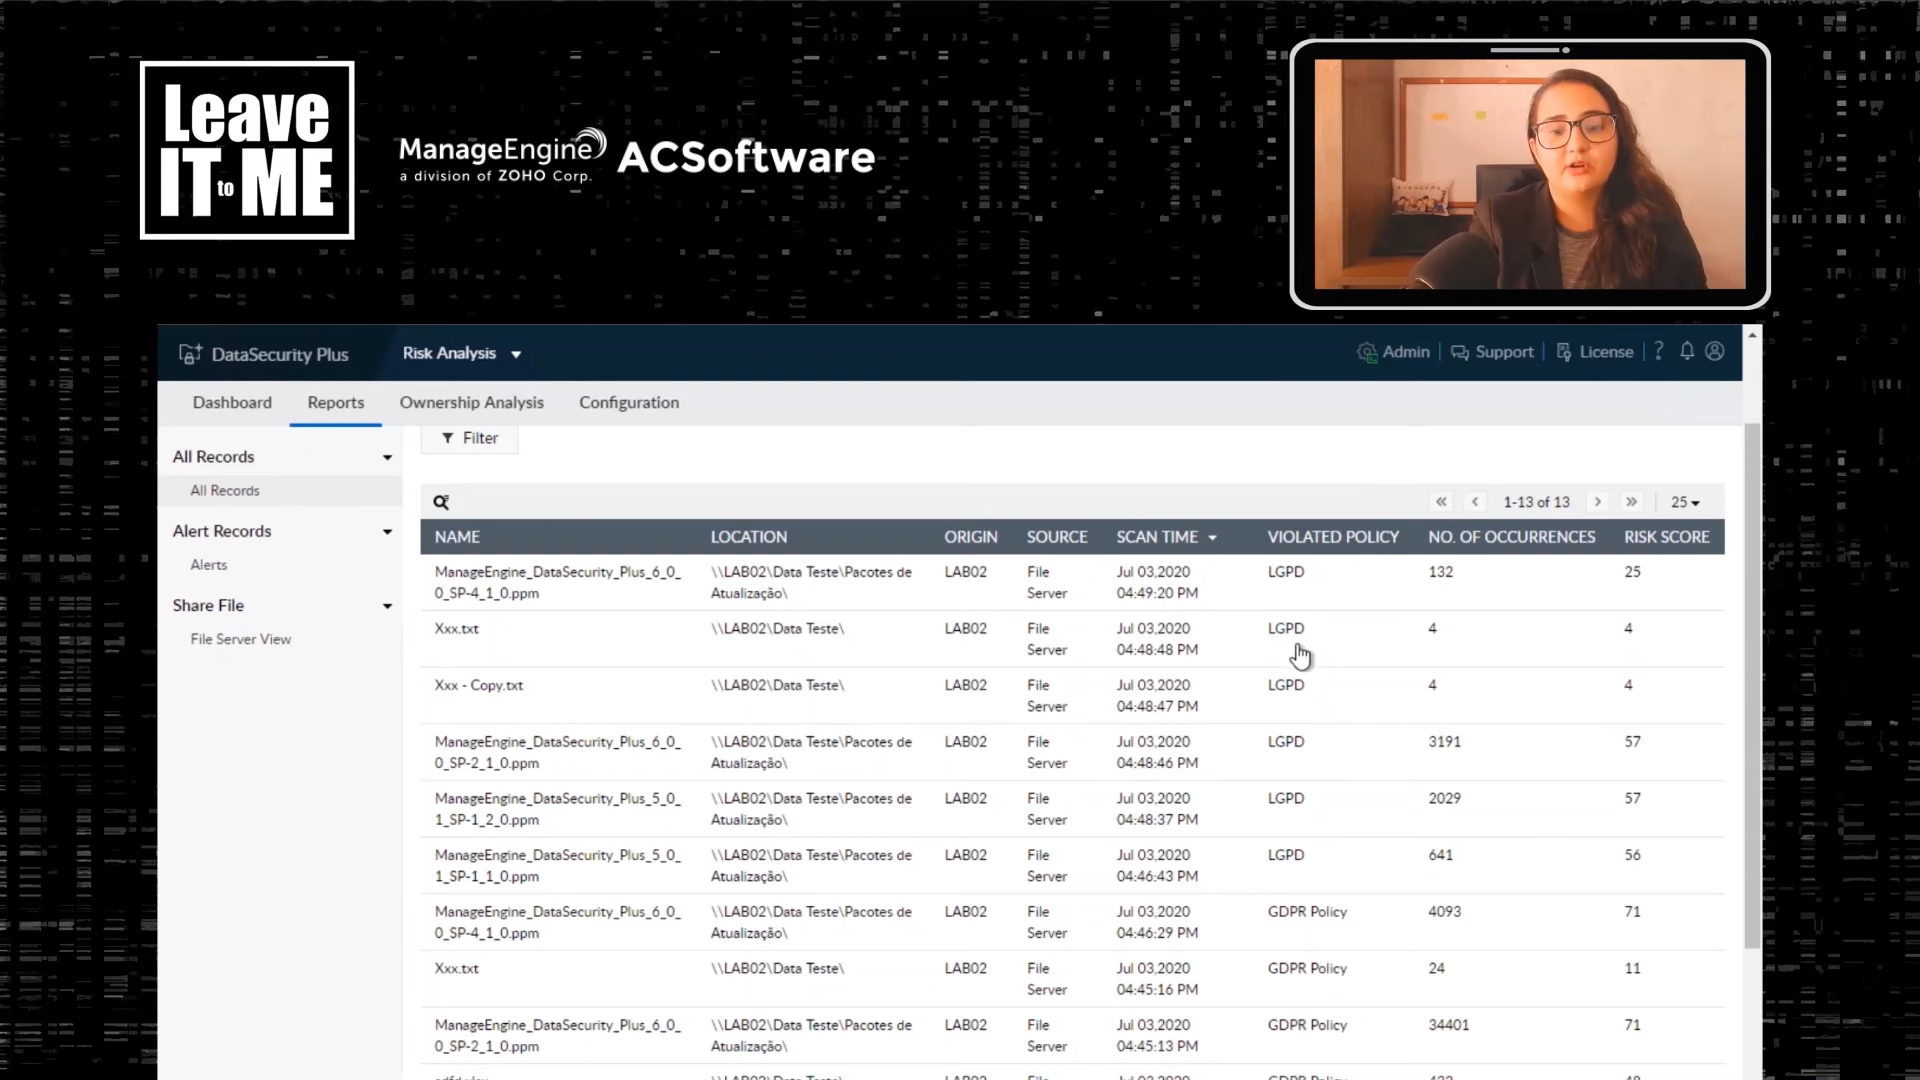 Leave
IT to ME
ManageEngine
a division of ZOHO Corp.
ACSoftware
DataSecurity Plus
Risk Analysis
Admin
Support
License
?
Dashboard
Reports
Ownership Analysis
Configuration
All Records
All Records
Alert Records
Alerts
Share File
File Server View
Filter
1-13 of 13
25
NAME LOCATION ORIGIN SOURCE SCAN TIME VIOLATED POLICY NO. OF OCCURRENCES RISK SCORE
ManageEngine_DataSecurity_Plus_6_0_ \\LAB02\Data Teste\Pacotes de LAB02 File Jul 03,2020 LGPD 132 25
0_SP-4_1_0.ppm Atualização\ Server 04:49:20 PM
Xxx.txt \\LAB02\Data Teste\ LAB02 File Jul 03,2020 LGPD 4 4
Server 04:48:48 PM
Xxx - Copy.txt \\LAB02\Data Teste\ LAB02 File Jul 03,2020 LGPD 4 4
Server 04:48:47 PM
ManageEngine_DataSecurity_Plus_6_0_ \\LAB02\Data Teste\Pacotes de LAB02 File Jul 03,2020 LGPD 3191 57
0_SP-2_1_0.ppm Atualização\ Server 04:48:46 PM
ManageEngine_DataSecurity_Plus_5_0_ \\LAB02\Data Teste\Pacotes de LAB02 File Jul 03,2020 LGPD 2029 57
1_SP-1_2_0.ppm Atualização\ Server 04:48:37 PM
ManageEngine_DataSecurity_Plus_5_0_ \\LAB02\Data Teste\Pacotes de LAB02 File Jul 03,2020 LGPD 641 56
1_SP-1_1_0.ppm Atualização\ Server 04:46:43 PM
ManageEngine_DataSecurity_Plus_6_0_ \\LAB02\Data Teste\Pacotes de LAB02 File Jul 03,2020 GDPR Policy 4093 71
0_SP-4_1_0.ppm Atualização\ Server 04:46:29 PM
Xxx.txt \\LAB02\Data Teste\ LAB02 File Jul 03,2020 GDPR Policy 24 11
Server 04:45:16 PM
ManageEngine_DataSecurity_Plus_6_0_ \\LAB02\Data Teste\Pacotes de LAB02 File Jul 03,2020 GDPR Policy 34401 71
0_SP-2_1_0.ppm Atualização\ Server 04:45:13 PM